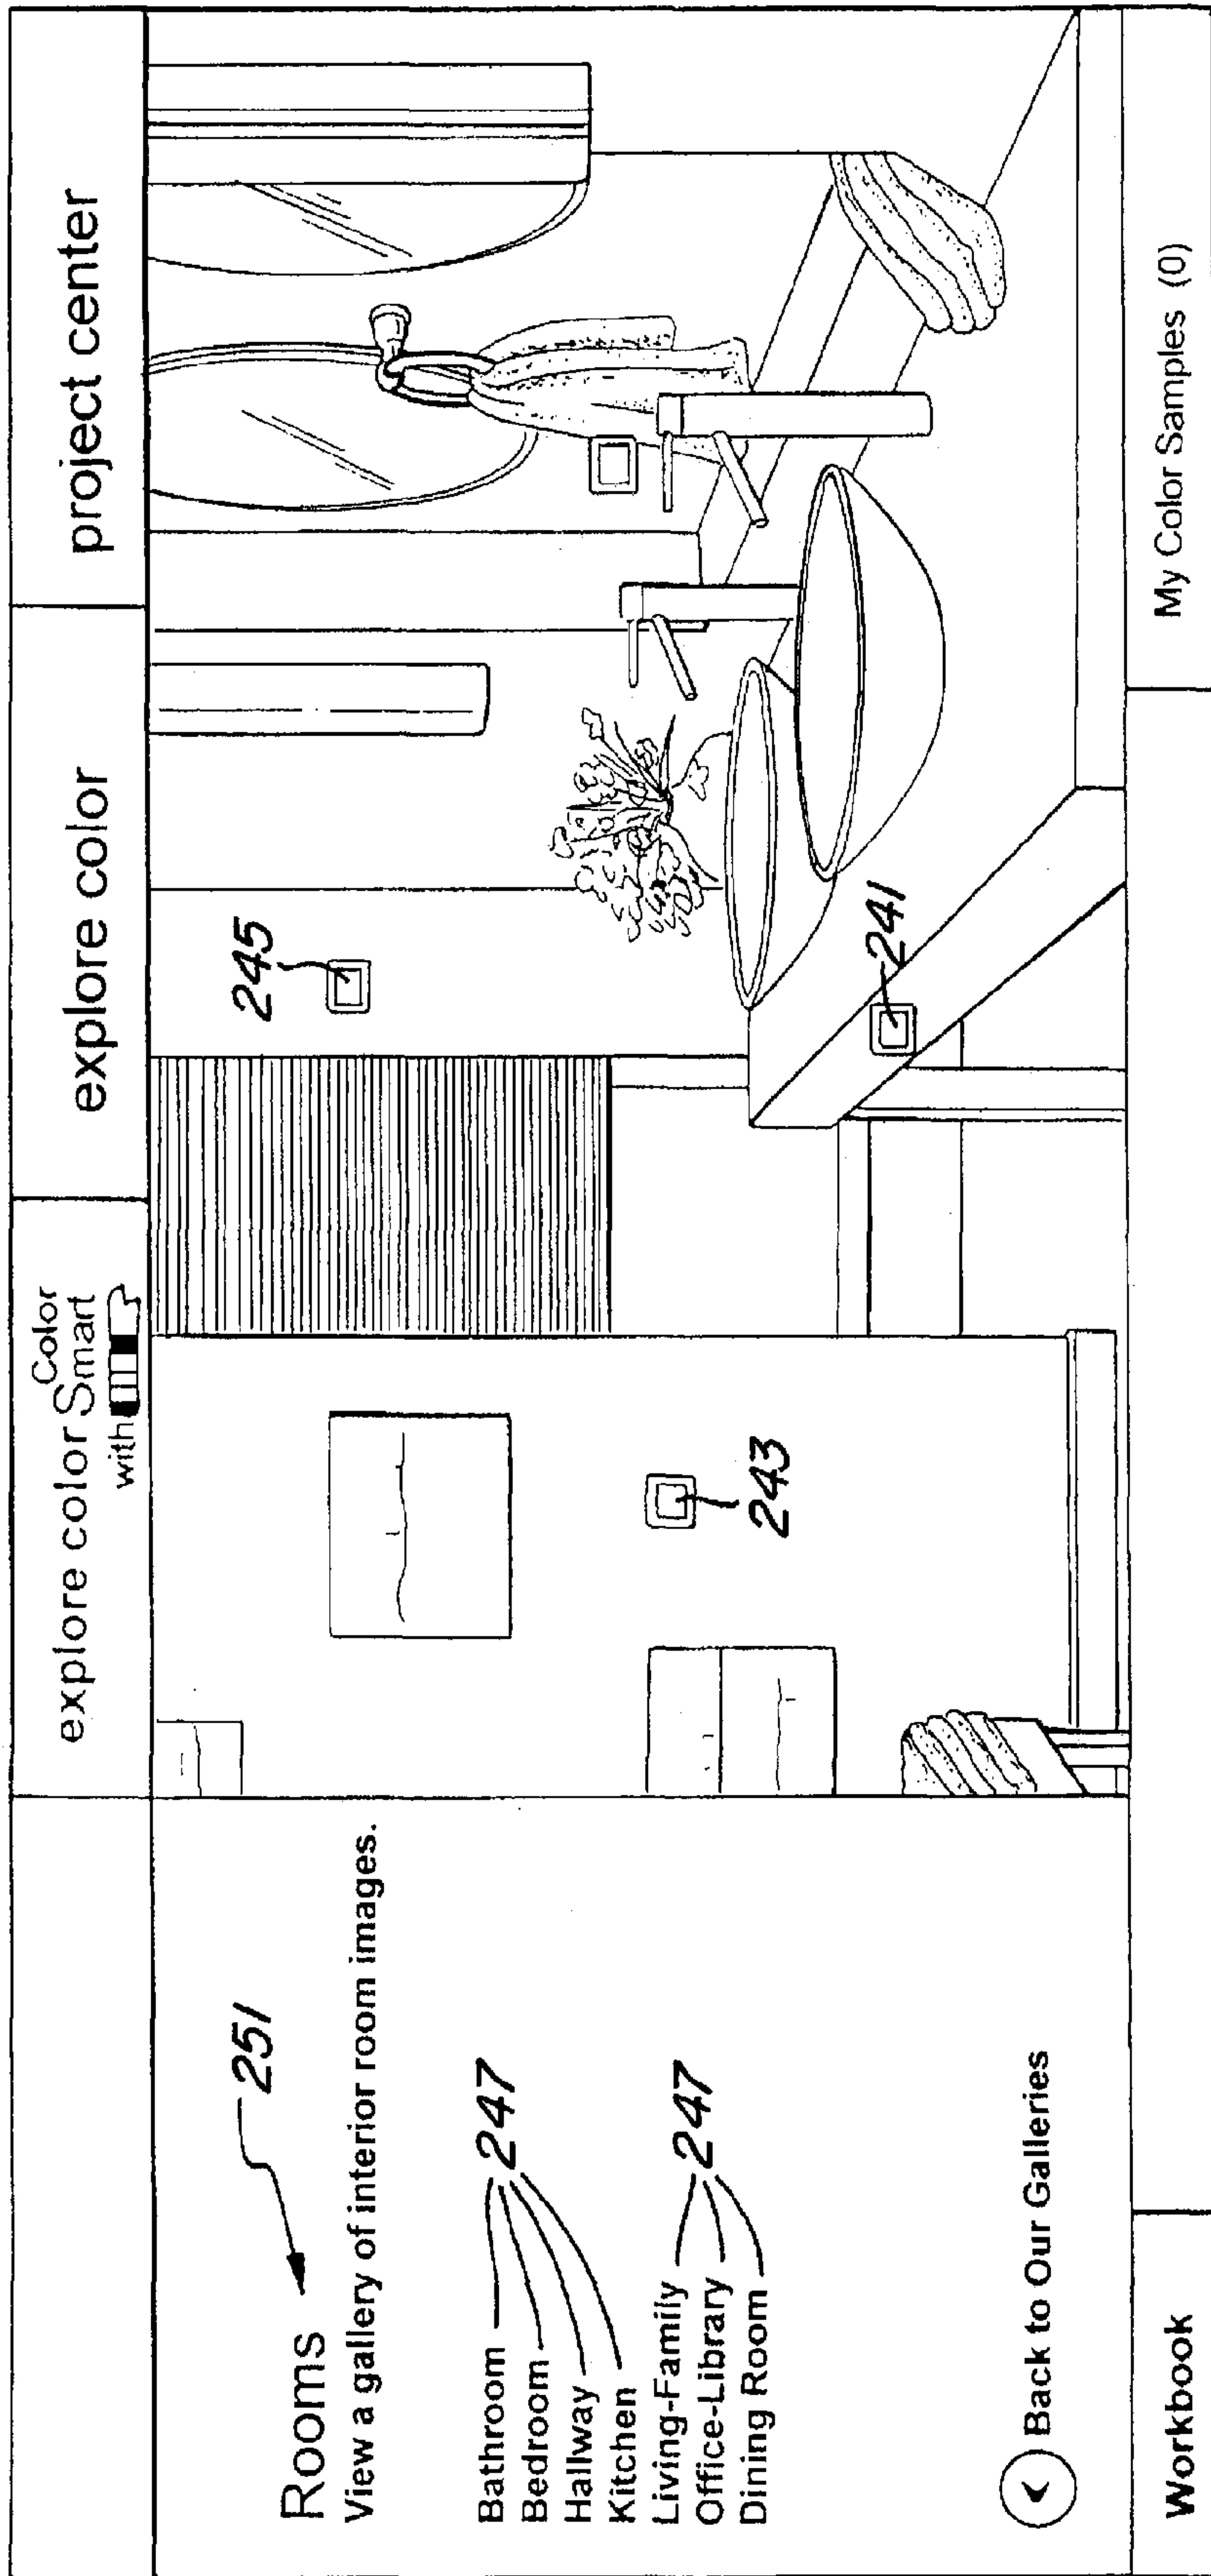 explore color Color Smart
with
explore color
project center
251
Rooms
View a gallery of interior room images.
Bathroom
Bedroom
Hallway
Kitchen
247
Living-Family
Office-Library
Dining Room
247
Back to Our Galleries
245
243
241
Workbook
My Color Samples (0)